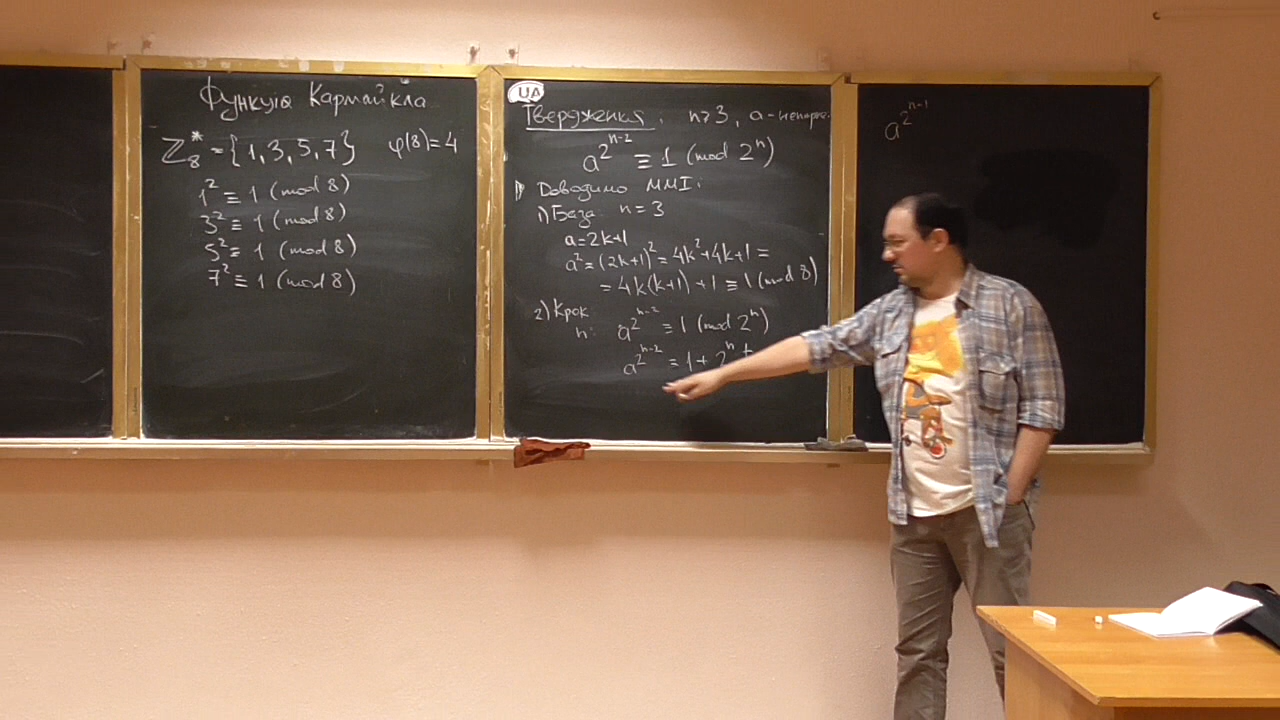 Функція Кармайкла
ℤ₈* = {1, 3, 5, 7} φ(8)=4
1² ≡ 1 (mod 8)
3² ≡ 1 (mod 8)
5² ≡ 1 (mod 8)
7² ≡ 1 (mod 8)
UA
Твердження. n≥3, a-непарне
a^{2^{n-2}} ≡ 1 (mod 2^n)
Доводимо ММІ:
1) База n=3
a=2k+1
a² = (2k+1)² = 4k²+4k+1 =
= 4k(k+1)+1 ≡ 1 (mod 8)
2) Крок
n: a^{2^{n-2}} ≡ 1 (mod 2^n)
a^{2^{n-2}} = 1 + 2^n t
a^{2^{n-1}}